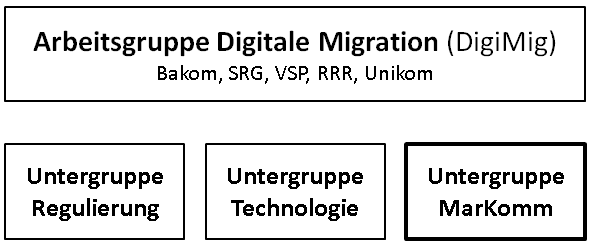 Arbeitsgruppe Digitale Migration (DigiMig)
Bakom, SRG, VSP, RRR, Unikom
Untergruppe
Regulierung
Untergruppe
Technologie
Untergruppe
MarKomm